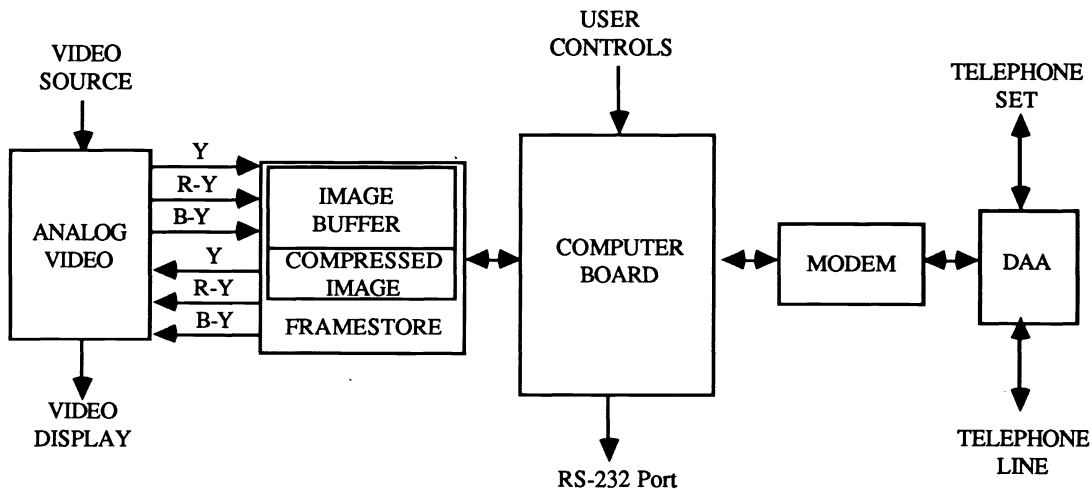 VIDEO
SOURCE
Y
R-Y
B-Y
Y
R-Y
B-Y
ANALOG
VIDEO
VIDEO
DISPLAY
IMAGE
BUFFER
COMPRESSED
IMAGE
FRAMESTORE
USER
CONTROLS
COMPUTER
BOARD
RS-232 Port
MODEM
TELEPHONE
SET
DAA
TELEPHONE
LINE